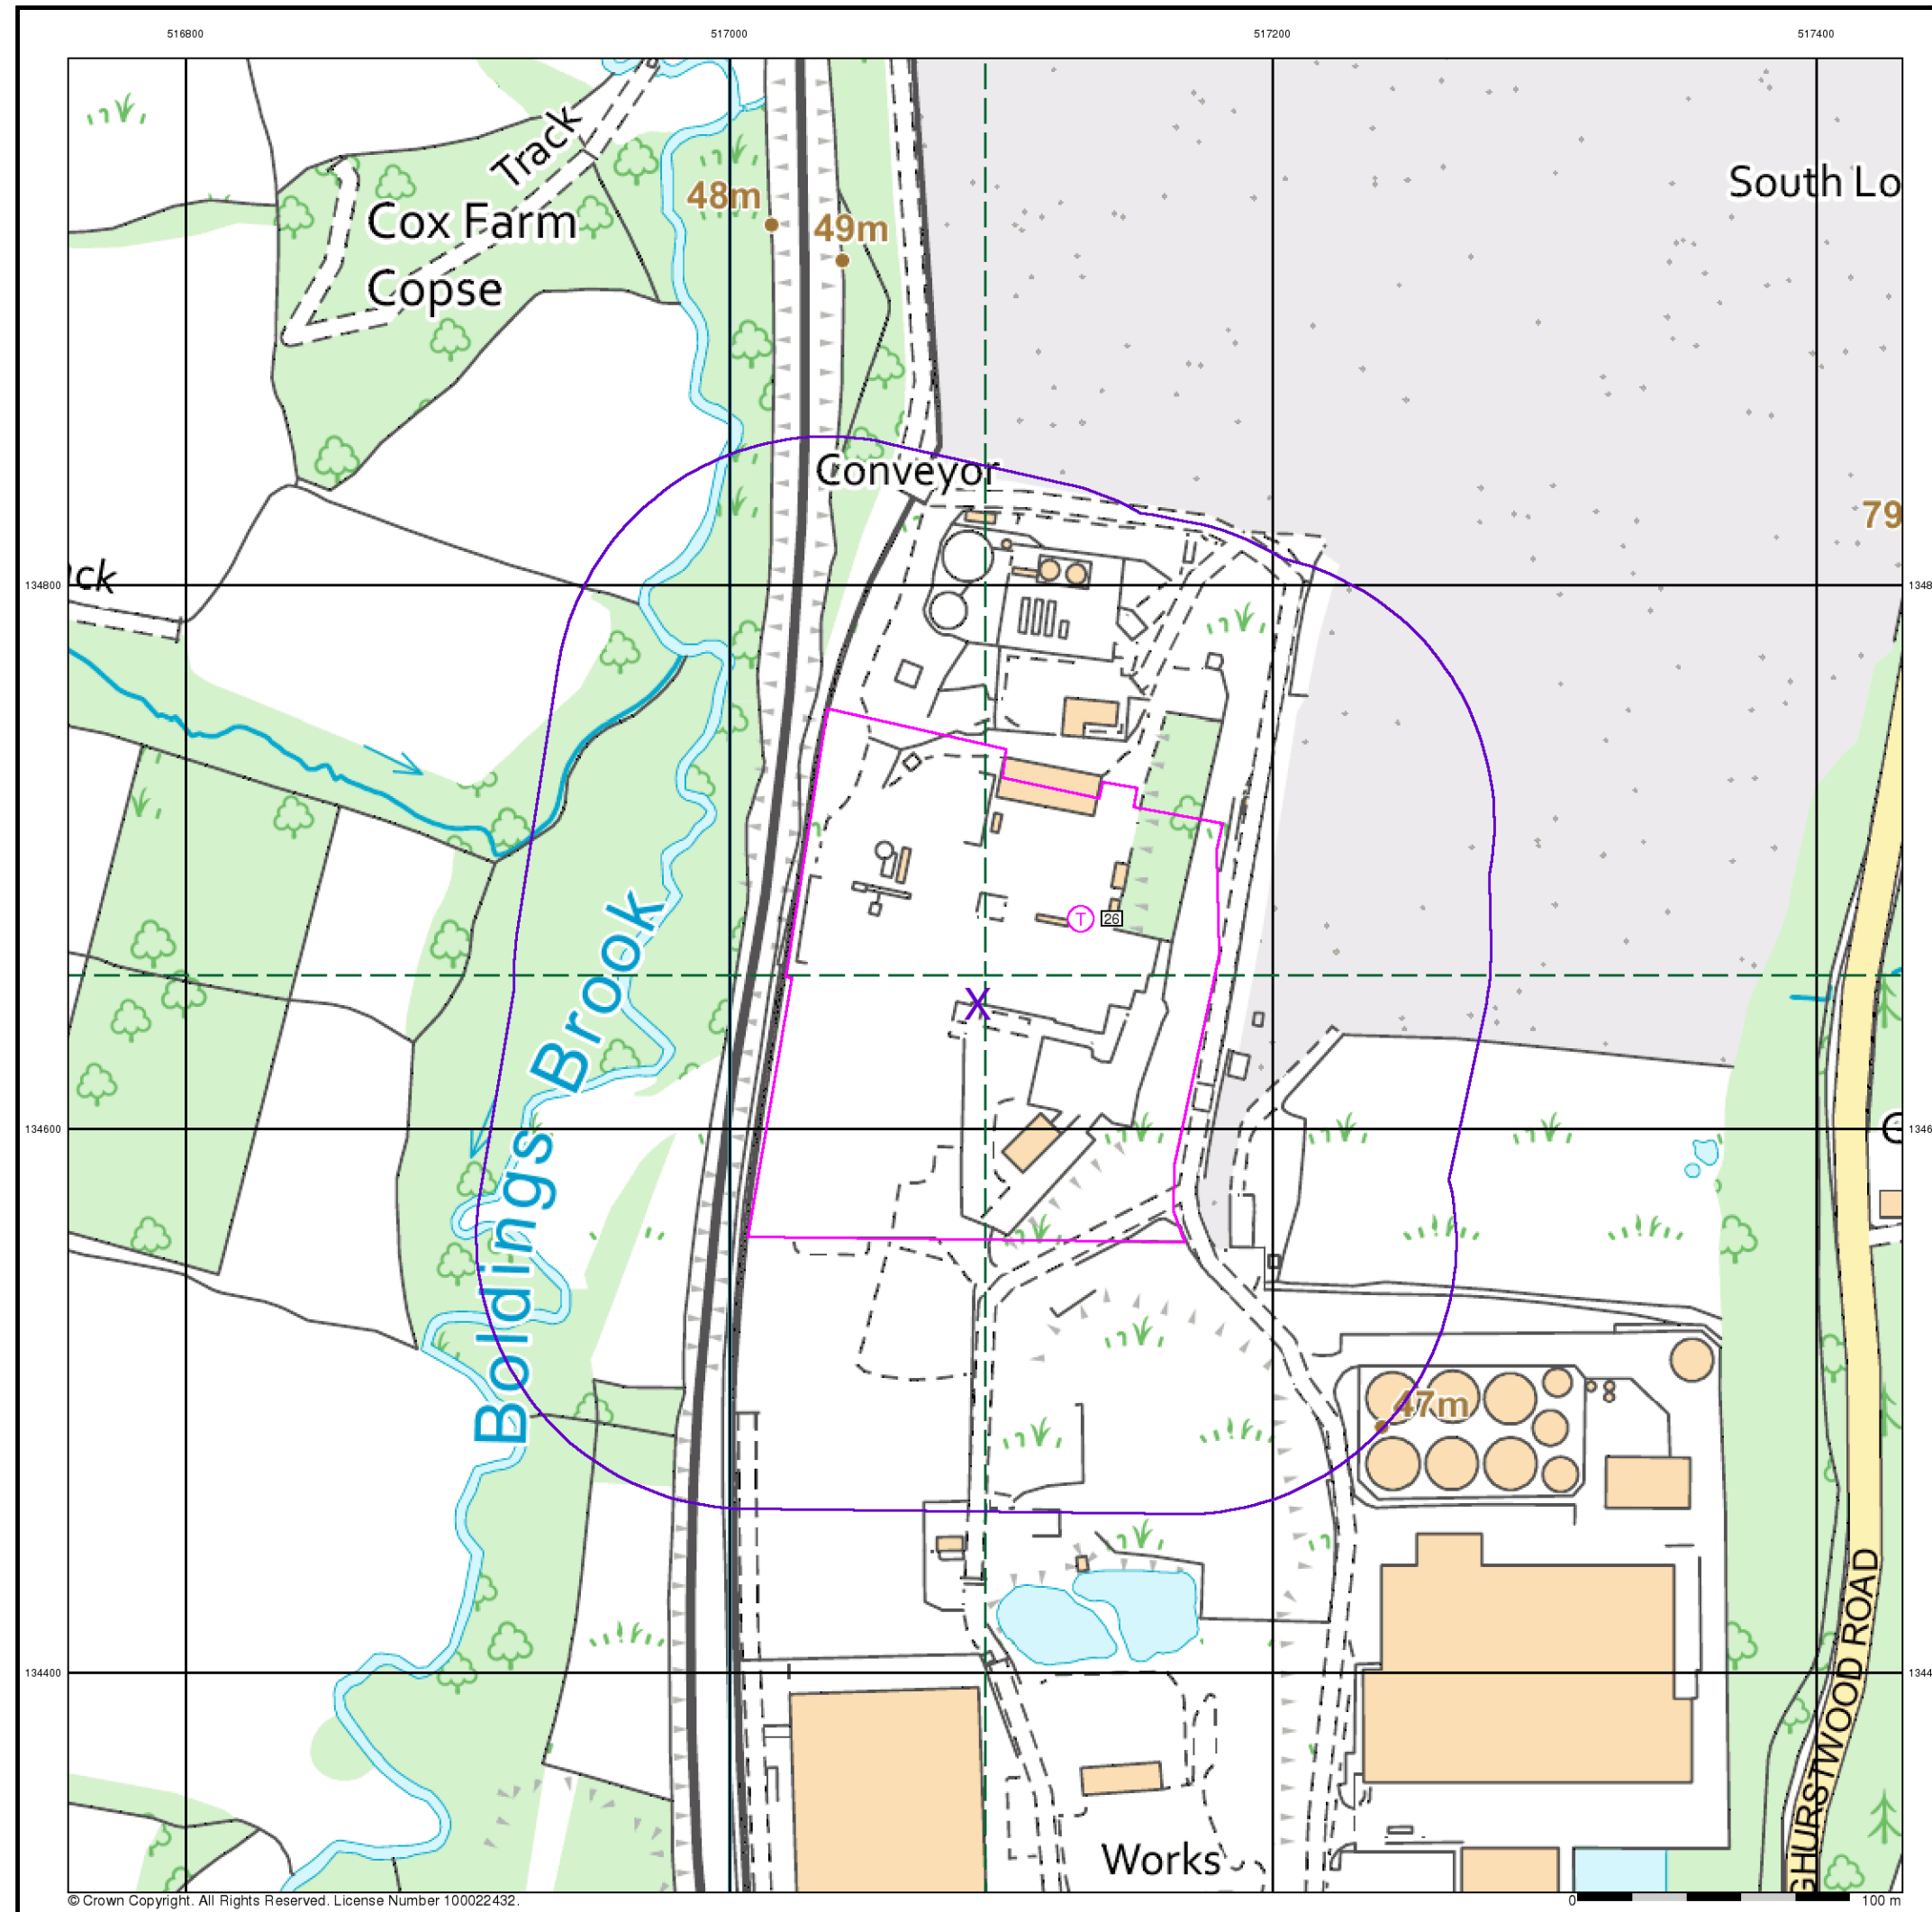 516800 517000 517200 517400
Track
South Lo
48m
Cox Farm
49m
Copse
Conveyor
79
ck
134800
1348
T 26
X
134600
1346
Boldings Brook
47m
134400
1344
GHURSTWOOD ROAD
Works
© Crown Copyright. All Rights Reserved. License Number 100022432.
0 100 m